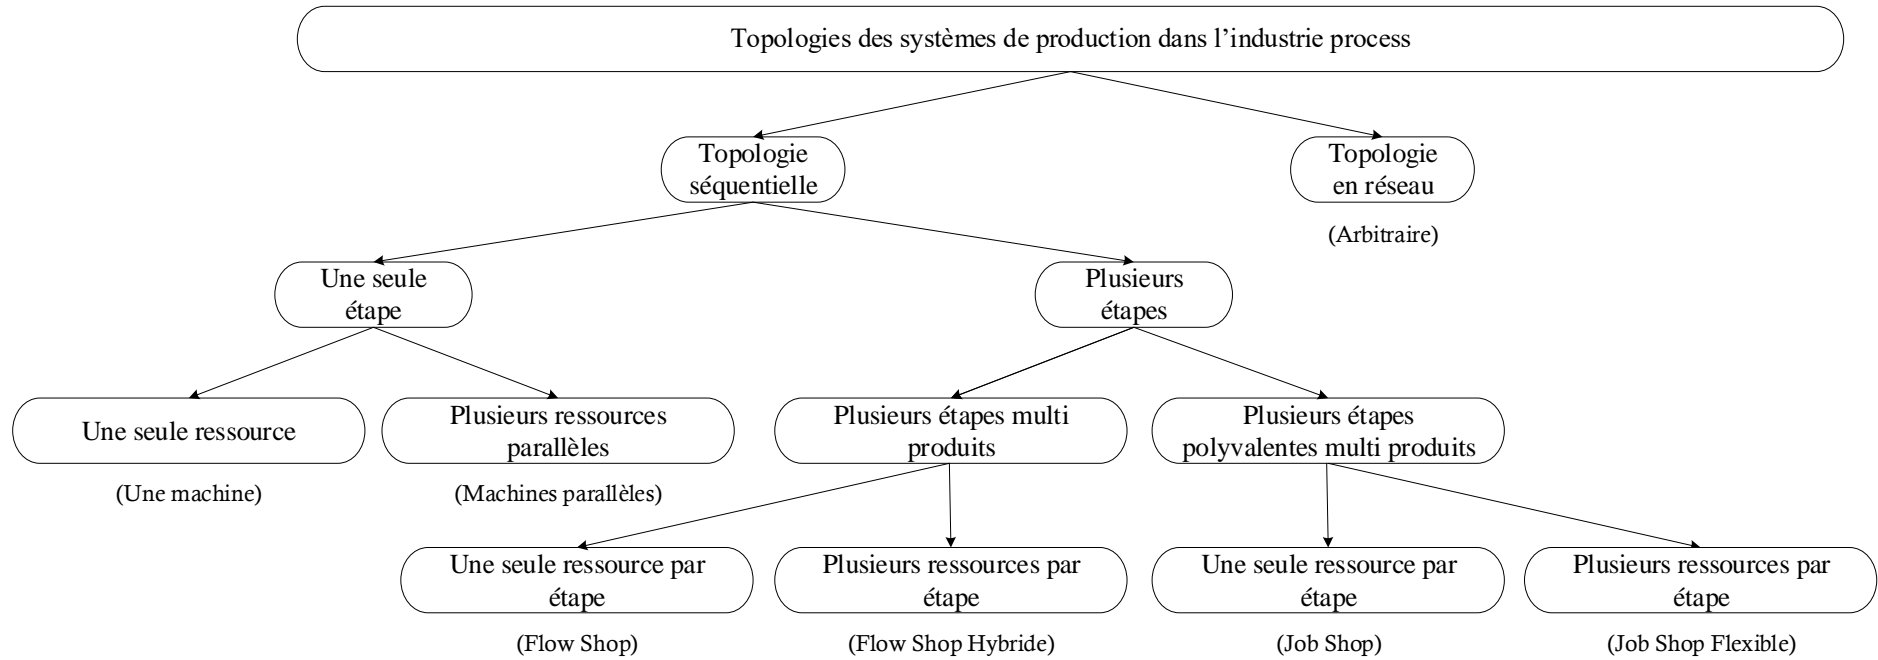 Topologies des systèmes de production dans l’industrie process
Topologie
séquentielle
Topologie
en réseau
(Arbitraire)
Une seule
étape
Plusieurs
étapes
Une seule ressource
(Une machine)
Plusieurs ressources
parallèles
(Machines parallèles)
Plusieurs étapes multi
produits
Plusieurs étapes
polyvalentes multi produits
Une seule ressource par
étape
(Flow Shop)
Plusieurs ressources par
étape
(Flow Shop Hybride)
Une seule ressource par
étape
(Job Shop)
Plusieurs ressources par
étape
(Job Shop Flexible)